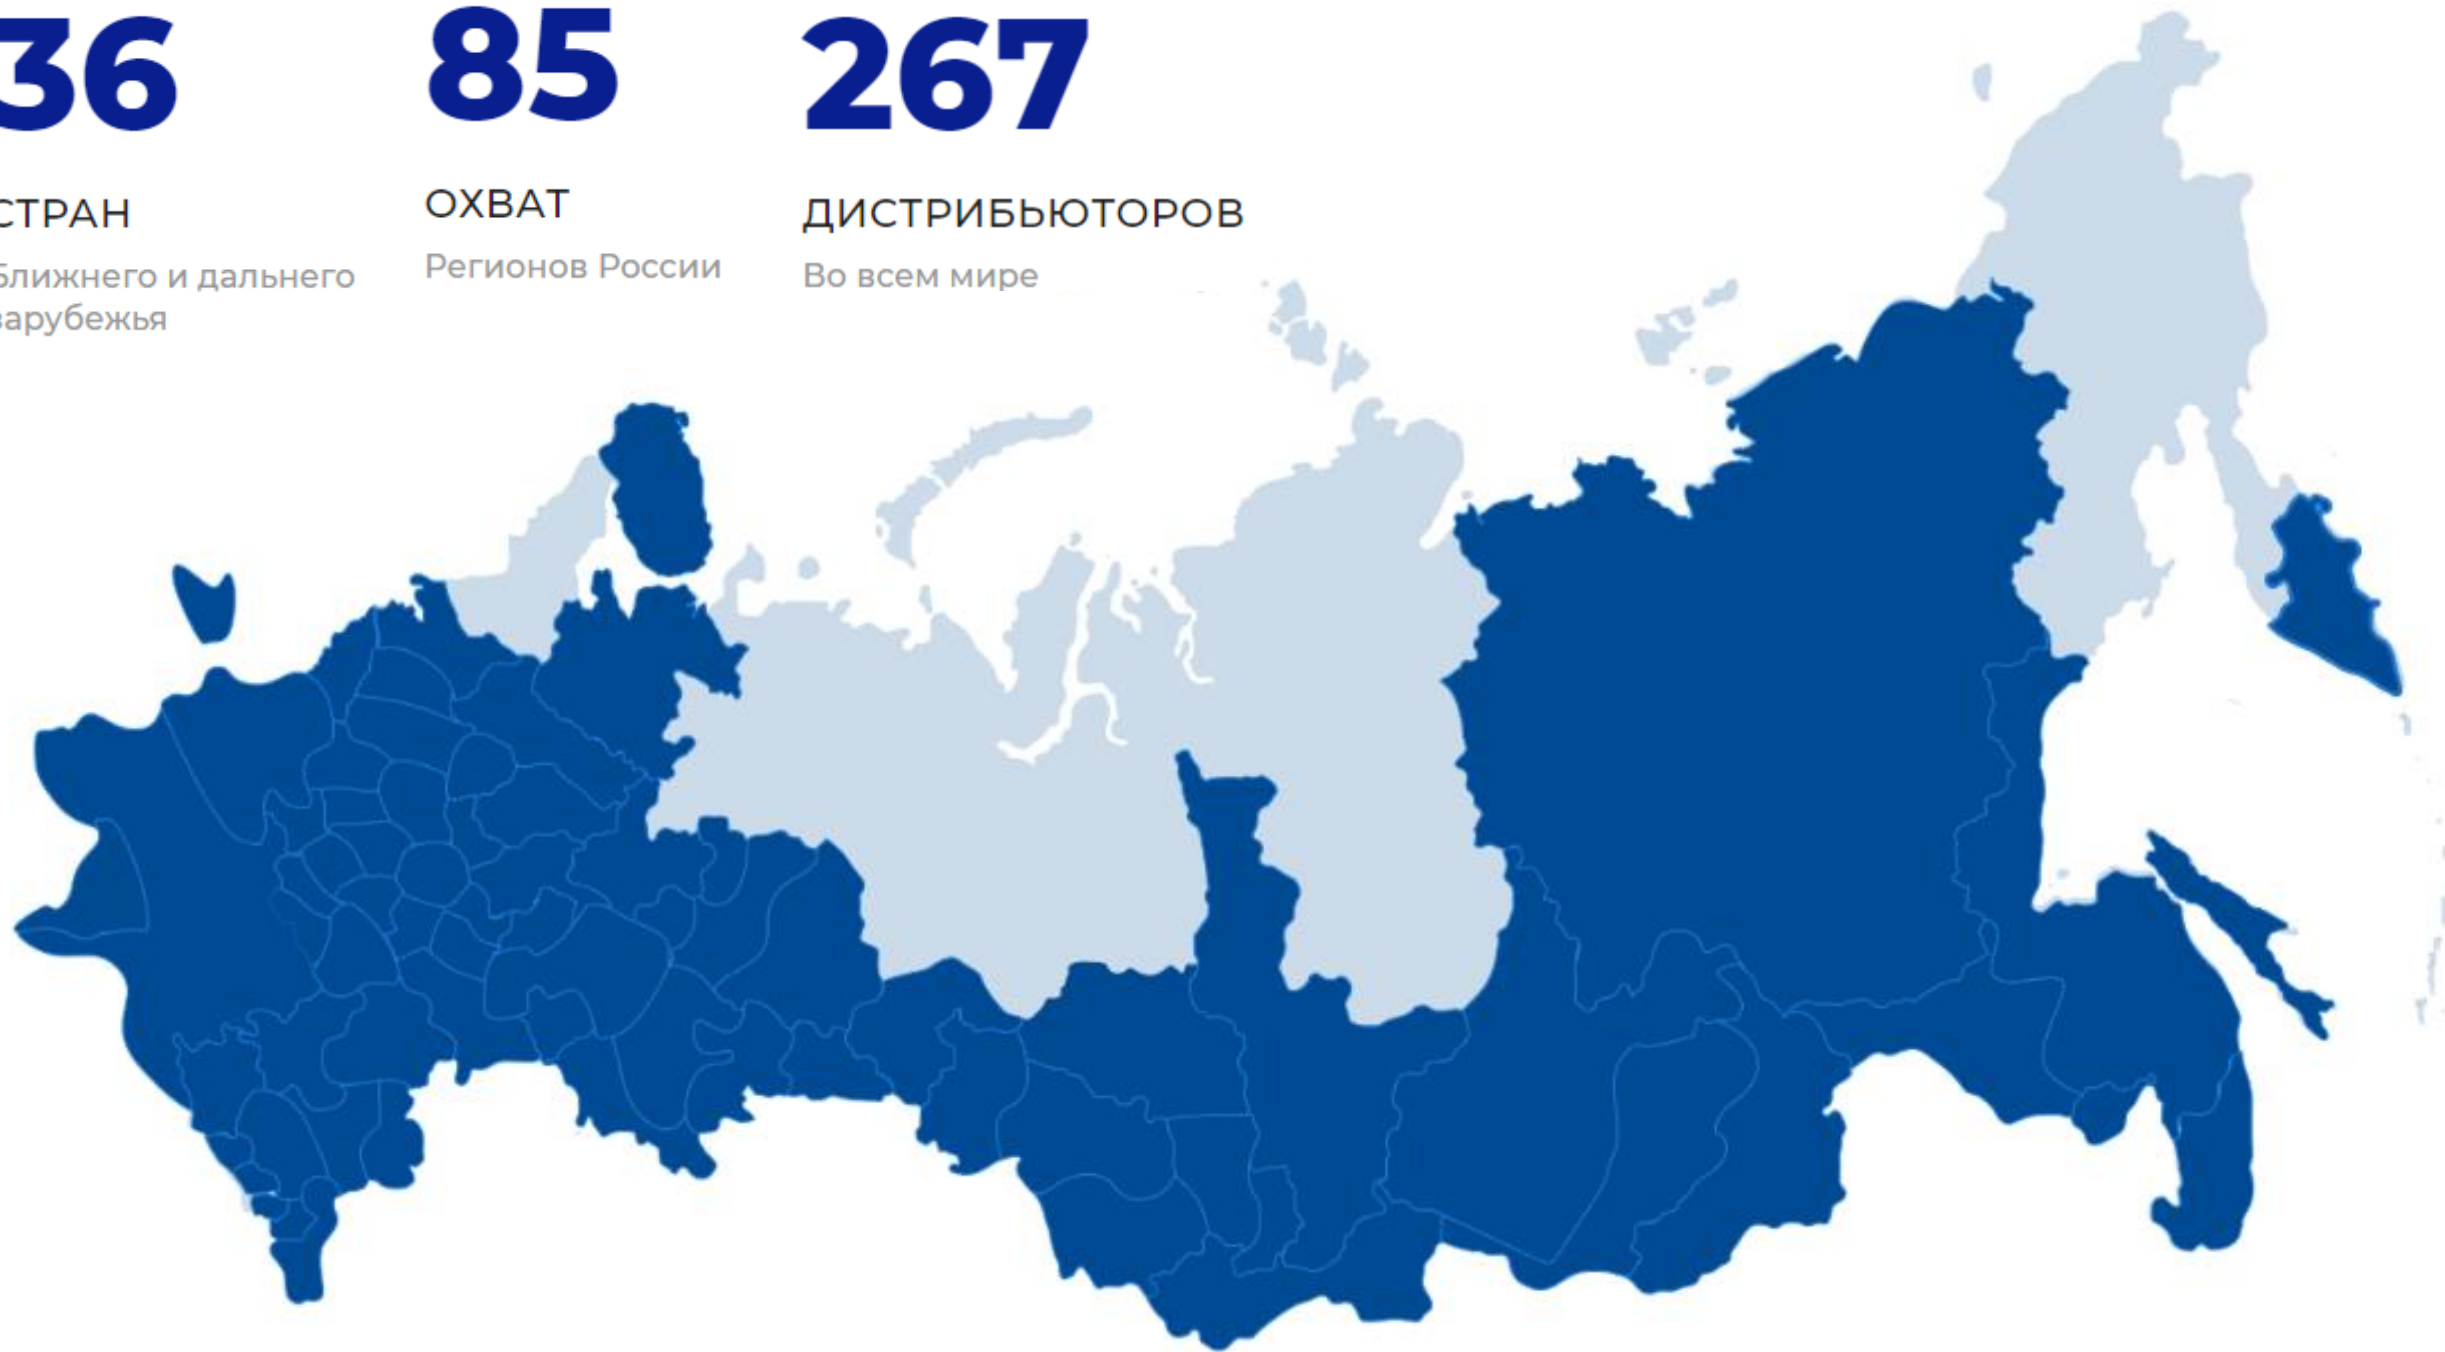 36
СТРАН
Ближнего и дальнего
зарубежья
85
ОХВАТ
Регионов России
267
ДИСТРИБЬЮТОРОВ
Во всем мире